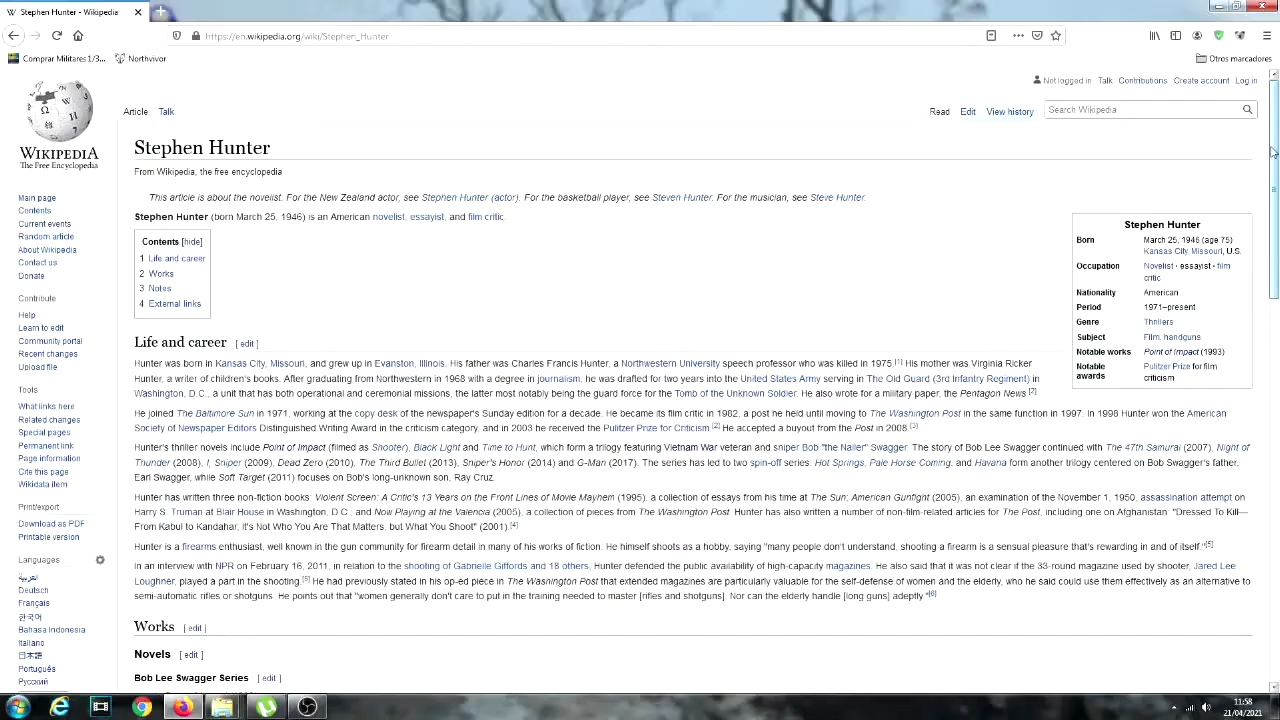 Stephen Hunter - Wikipedia
https://en.wikipedia.org/wiki/Stephen_Hunter
Comprar Militares 1/3...
Northvivor
Otros marcadores
Not logged in Talk Contributions Create account Log in
WIKIPEDIA
The Free Encyclopedia
Article Talk
Read Edit View history
Search Wikipedia
Main page
Contents
Current events
Random article
About Wikipedia
Contact us
Donate
Contribute
Help
Learn to edit
Community portal
Recent changes
Upload file
Tools
What links here
Related changes
Special pages
Permanent link
Page information
Cite this page
Wikidata item
Print/export
Download as PDF
Printable version
Languages
العربية
Deutsch
Français
한국어
Bahasa Indonesia
Italiano
日本語
Português
Русский
Stephen Hunter
From Wikipedia, the free encyclopedia
This article is about the novelist. For the New Zealand actor, see Stephen Hunter (actor). For the basketball player, see Steven Hunter. For the musician, see Steve Hunter.
Stephen Hunter (born March 25, 1946) is an American novelist, essayist, and film critic.
Contents [hide]
1 Life and career
2 Works
3 Notes
4 External links
Stephen Hunter
Born March 25, 1946 (age 75)
Kansas City, Missouri, U.S.
Occupation Novelist · essayist · film
critic
Nationality American
Period 1971–present
Genre Thrillers
Subject Film, handguns
Notable works Point of Impact (1993)
Notable awards Pulitzer Prize for film
criticism
Life and career [ edit ]
Hunter was born in Kansas City, Missouri, and grew up in Evanston, Illinois. His father was Charles Francis Hunter, a Northwestern University speech professor who was killed in 1975.[1] His mother was Virginia Ricker
Hunter, a writer of children's books. After graduating from Northwestern in 1968 with a degree in journalism, he was drafted for two years into the United States Army serving in The Old Guard (3rd Infantry Regiment) in
Washington, D.C., a unit that has both operational and ceremonial missions, the latter most notably being the guard force for the Tomb of the Unknown Soldier. He also wrote for a military paper, the Pentagon News.[2]
He joined The Baltimore Sun in 1971, working at the copy desk of the newspaper's Sunday edition for a decade. He became its film critic in 1982, a post he held until moving to The Washington Post in the same function in 1997. In 1998 Hunter won the American
Society of Newspaper Editors Distinguished Writing Award in the criticism category, and in 2003 he received the Pulitzer Prize for Criticism.[2] He accepted a buyout from the Post in 2008.[3]
Hunter's thriller novels include Point of Impact (filmed as Shooter), Black Light and Time to Hunt, which form a trilogy featuring Vietnam War veteran and sniper Bob "the Nailer" Swagger. The story of Bob Lee Swagger continued with The 47th Samurai (2007), Night of
Thunder (2008), I, Sniper (2009), Dead Zero (2010), The Third Bullet (2013), Sniper's Honor (2014) and G-Man (2017). The series has led to two spin-off series: Hot Springs, Pale Horse Coming, and Havana form another trilogy centered on Bob Swagger's father,
Earl Swagger, while Soft Target (2011) focuses on Bob's long-unknown son, Ray Cruz.
Hunter has written three non-fiction books: Violent Screen: A Critic's 13 Years on the Front Lines of Movie Mayhem (1995), a collection of essays from his time at The Sun; American Gunfight (2005), an examination of the November 1, 1950, assassination attempt on
Harry S. Truman at Blair House in Washington, D.C.; and Now Playing at the Valencia (2005), a collection of pieces from The Washington Post. Hunter has also written a number of non-film-related articles for The Post, including one on Afghanistan: "Dressed To Kill—
From Kabul to Kandahar, It's Not Who You Are That Matters, but What You Shoot" (2001).[4]
Hunter is a firearms enthusiast, well known in the gun community for firearm detail in many of his works of fiction. He himself shoots as a hobby, saying "many people don't understand, shooting a firearm is a sensual pleasure that's rewarding in and of itself."[5]
In an interview with NPR on February 16, 2011, in relation to the shooting of Gabrielle Giffords and 18 others, Hunter defended the public availability of high-capacity magazines. He also said that it was not clear if the 33-round magazine used by shooter, Jared Lee
Loughner, played a part in the shooting.[5] He had previously stated in his op-ed piece in The Washington Post that extended magazines are particularly valuable for the self-defense of women and the elderly, who he said could use them effectively as an alternative to
semi-automatic rifles or shotguns. He points out that "women generally don't care to put in the training needed to master [rifles and shotguns]. Nor can the elderly handle [long guns] adeptly."[6]
Works [ edit ]
Novels [ edit ]
Bob Lee Swagger Series [ edit ]
11:58
21/04/2021